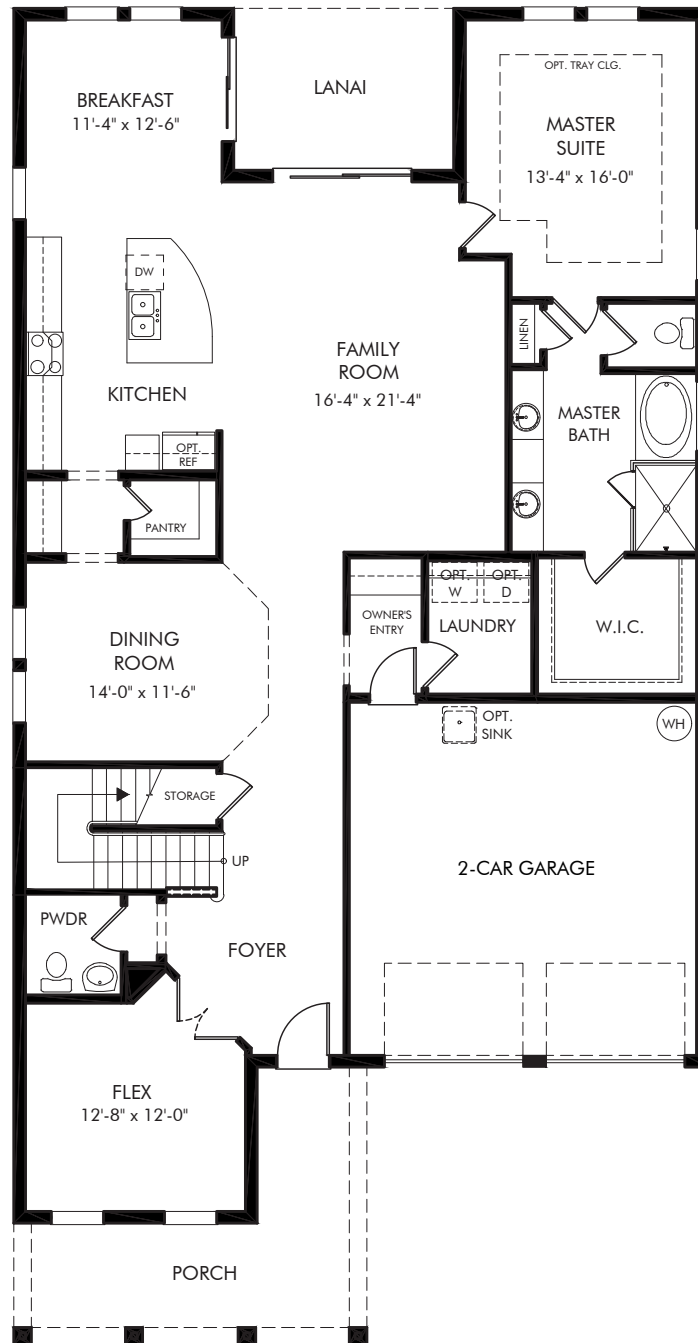 OPT. TRAY CLG.
LANAI
BREAKFAST
11'-4" x 12'-6"
MASTER
SUITE
13'-4" x 16'-0"
DW
LINEN
FAMILY
ROOM
16'-4" x 21'-4"
KITCHEN
MASTER
BATH
OPT.
REF
PANTRY
OPT.
W
OPT.
D
OWNER'S
ENTRY
LAUNDRY
W.I.C.
DINING
ROOM
14'-0" x 11'-6"
OPT.
SINK
WH
STORAGE
UP
2-CAR GARAGE
PWDR
FOYER
FLEX
12'-8" x 12'-0"
PORCH